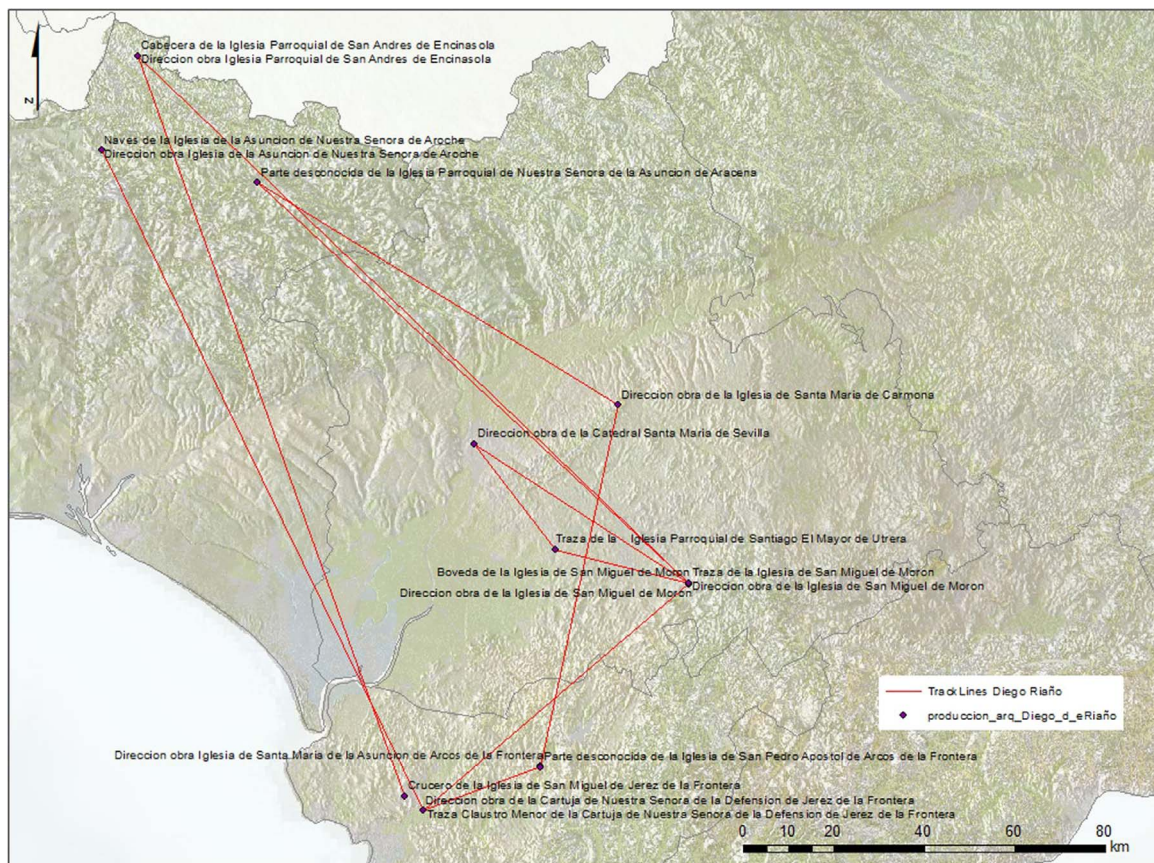 Cabecera de la Iglesia Parroquial de San Andres de Encinasola
Direccion obra Iglesia Parroquial de San Andres de Encinasola
N
Naves de la Iglesia de la Asuncion de Nuestra Senora de Aroche
Direccion obra Iglesia de la Asuncion de Nuestra Senora de Aroche
Parte desconocida de la Iglesia Parroquial de Nuestra Senora de la Asuncion de Aracena
Direccion obra de la Iglesia de Santa Maria de Carmona
Direccion obra de la Catedral Santa Maria de Sevilla
Traza de la Iglesia Parroquial de Santiago El Mayor de Utrera
Boveda de la Iglesia de San Miguel de Moron Traza de la Iglesia de San Miguel de Moron
Direccion obra de la Iglesia de San Miguel de Moron
Direccion obra de la Iglesia de San Miguel de Moron
TrackLines Diego Riaño
produccion_arq_Diego_d_eRiaño
Direccion obra Iglesia de Santa Maria de la Asuncion de Arcos de la Frontera Parte desconocida de la Iglesia de San Pedro Apostol de Arcos de la Frontera
Crucero de la Iglesia de San Miguel de Jerez de la Frontera
Direccion obra de la Cartuja de Nuestra Senora de la Defension de Jerez de la Frontera
Traza Claustro Menor de la Cartuja de Nuestra Senora de la Defension de Jerez de la Frontera
0 10 20 40 60 80
km